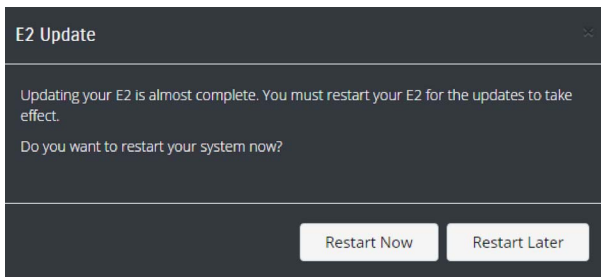 E2 Update
Updating your E2 is almost complete. You must restart your E2 for the updates to take
effect.
Do you want to restart your system now?
Restart Now Restart Later